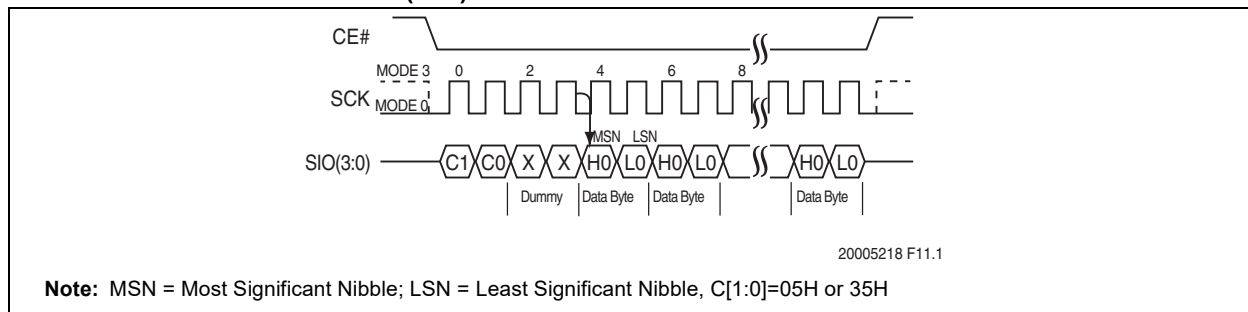 CE#
MODE 3 0 2 4 6 8
SCK MODE 0
MSN LSN
SIO(3:0) C1 C0 X X H0 L0 H0 L0 H0 L0
Dummy Data Byte Data Byte Data Byte
20005218 F11.1
Note: MSN = Most Significant Nibble; LSN = Least Significant Nibble, C[1:0]=05H or 35H